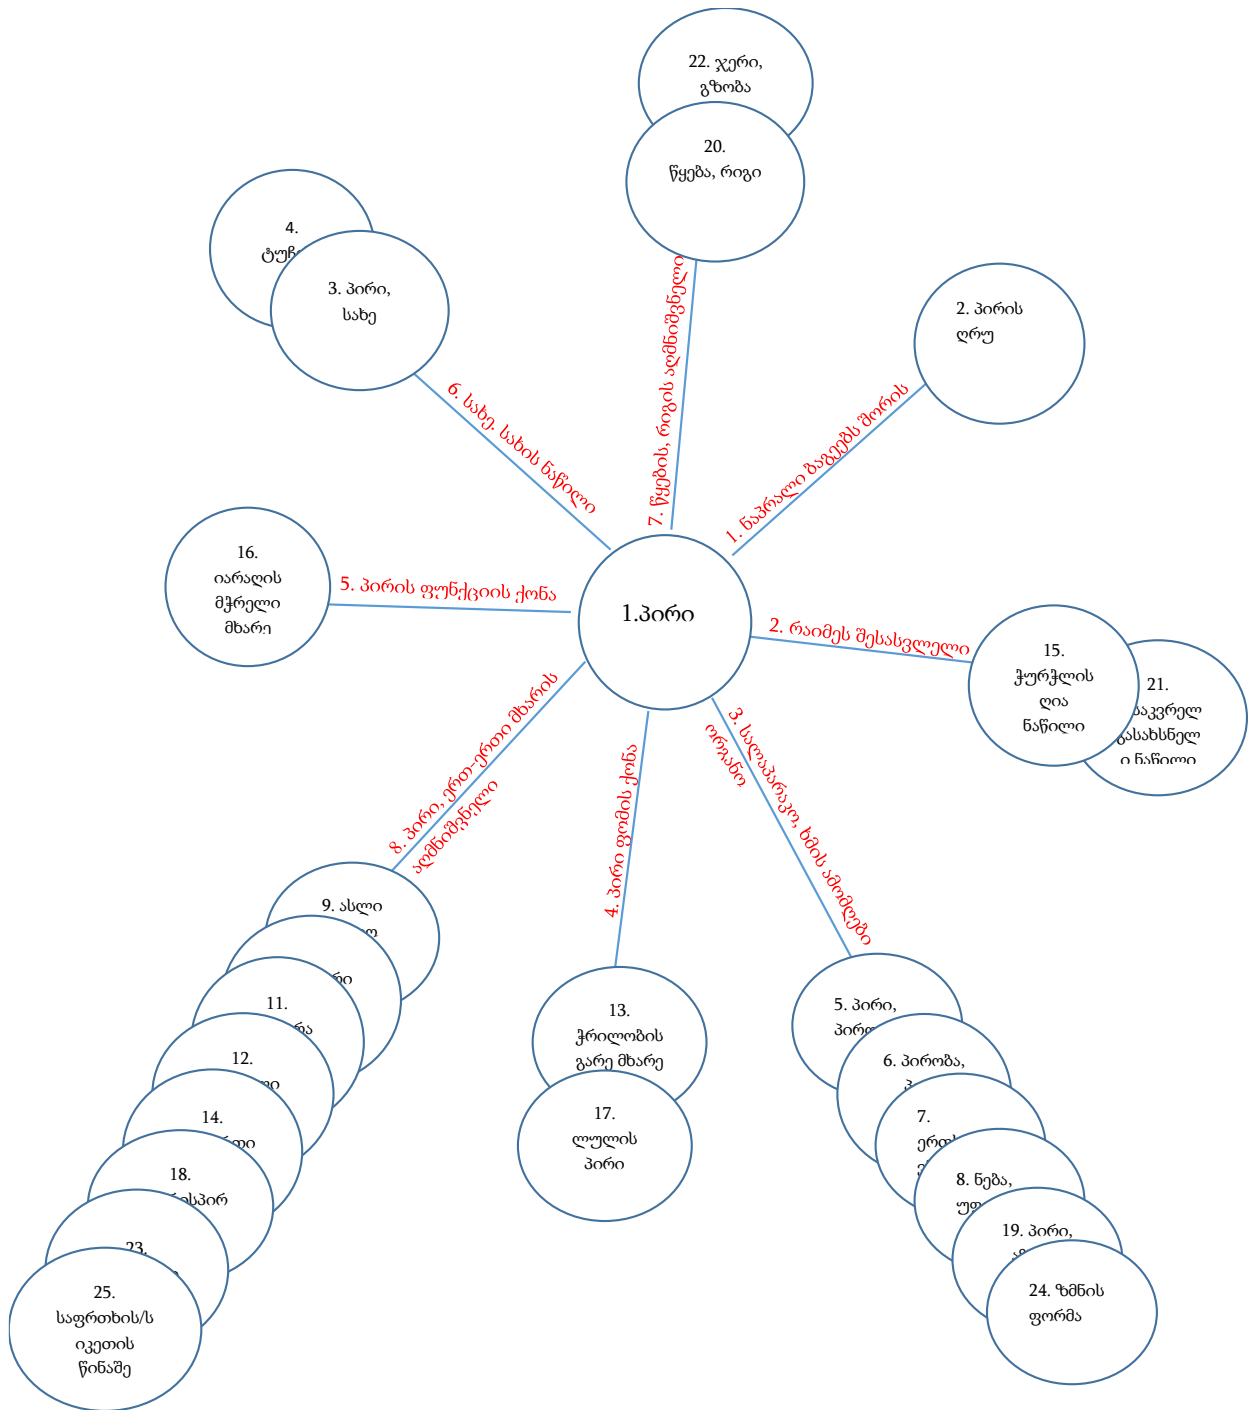 22. ჯერი,
გზობა
20.
წყება, რიგი
4.
3. პირი,
სახე
2. პირის
ღრუ
7. წყების, რიგის აღმნიშვნელი
6. სახე. სახის ნაწილი
1. ნაპრალი ბაგეებს შორის
16.
იარაღის
მჭრელი
მხარე
5. პირის ფუნქციის ქონა
1.პირი
2. რაიმეს შესასვლელი
15.
ჭურჭლის
ღია
ნაწილი
21.
ი ნაწილი
8. პირი, ერთ-ერთი მხარის
აღმნიშვნელი
4. პირი ფომის ქონა
3. სალაპარაკო, ხმის ამომღები
ორგანო
9. ასლი
11.
12.
14.
18.
23.
25.
საფრთხის/ს
იკეთის
წინაშე
13.
ჭრილობის
გარე მხარე
17.
ლულის
პირი
5. პირი,
6. პირობა,
7.
8. ნება,
19. პირი,
24. ზმნის
ფორმა